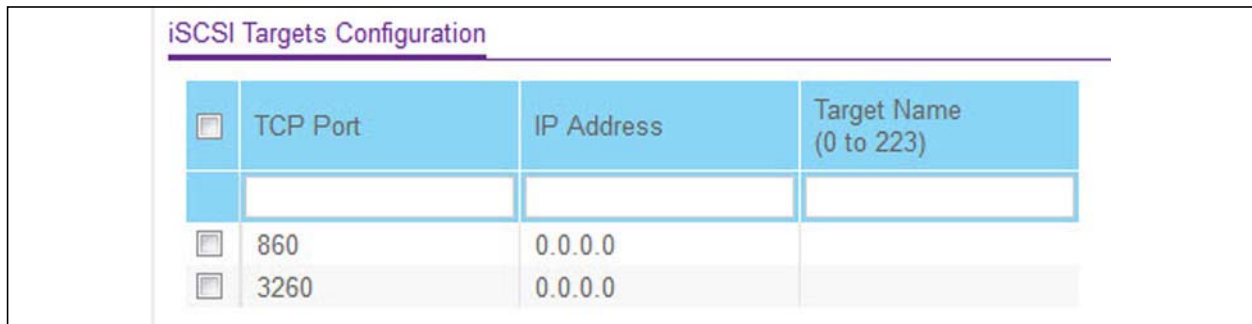 iSCSI Targets Configuration
TCP Port IP Address Target Name
(0 to 223)
860 0.0.0.0
3260 0.0.0.0